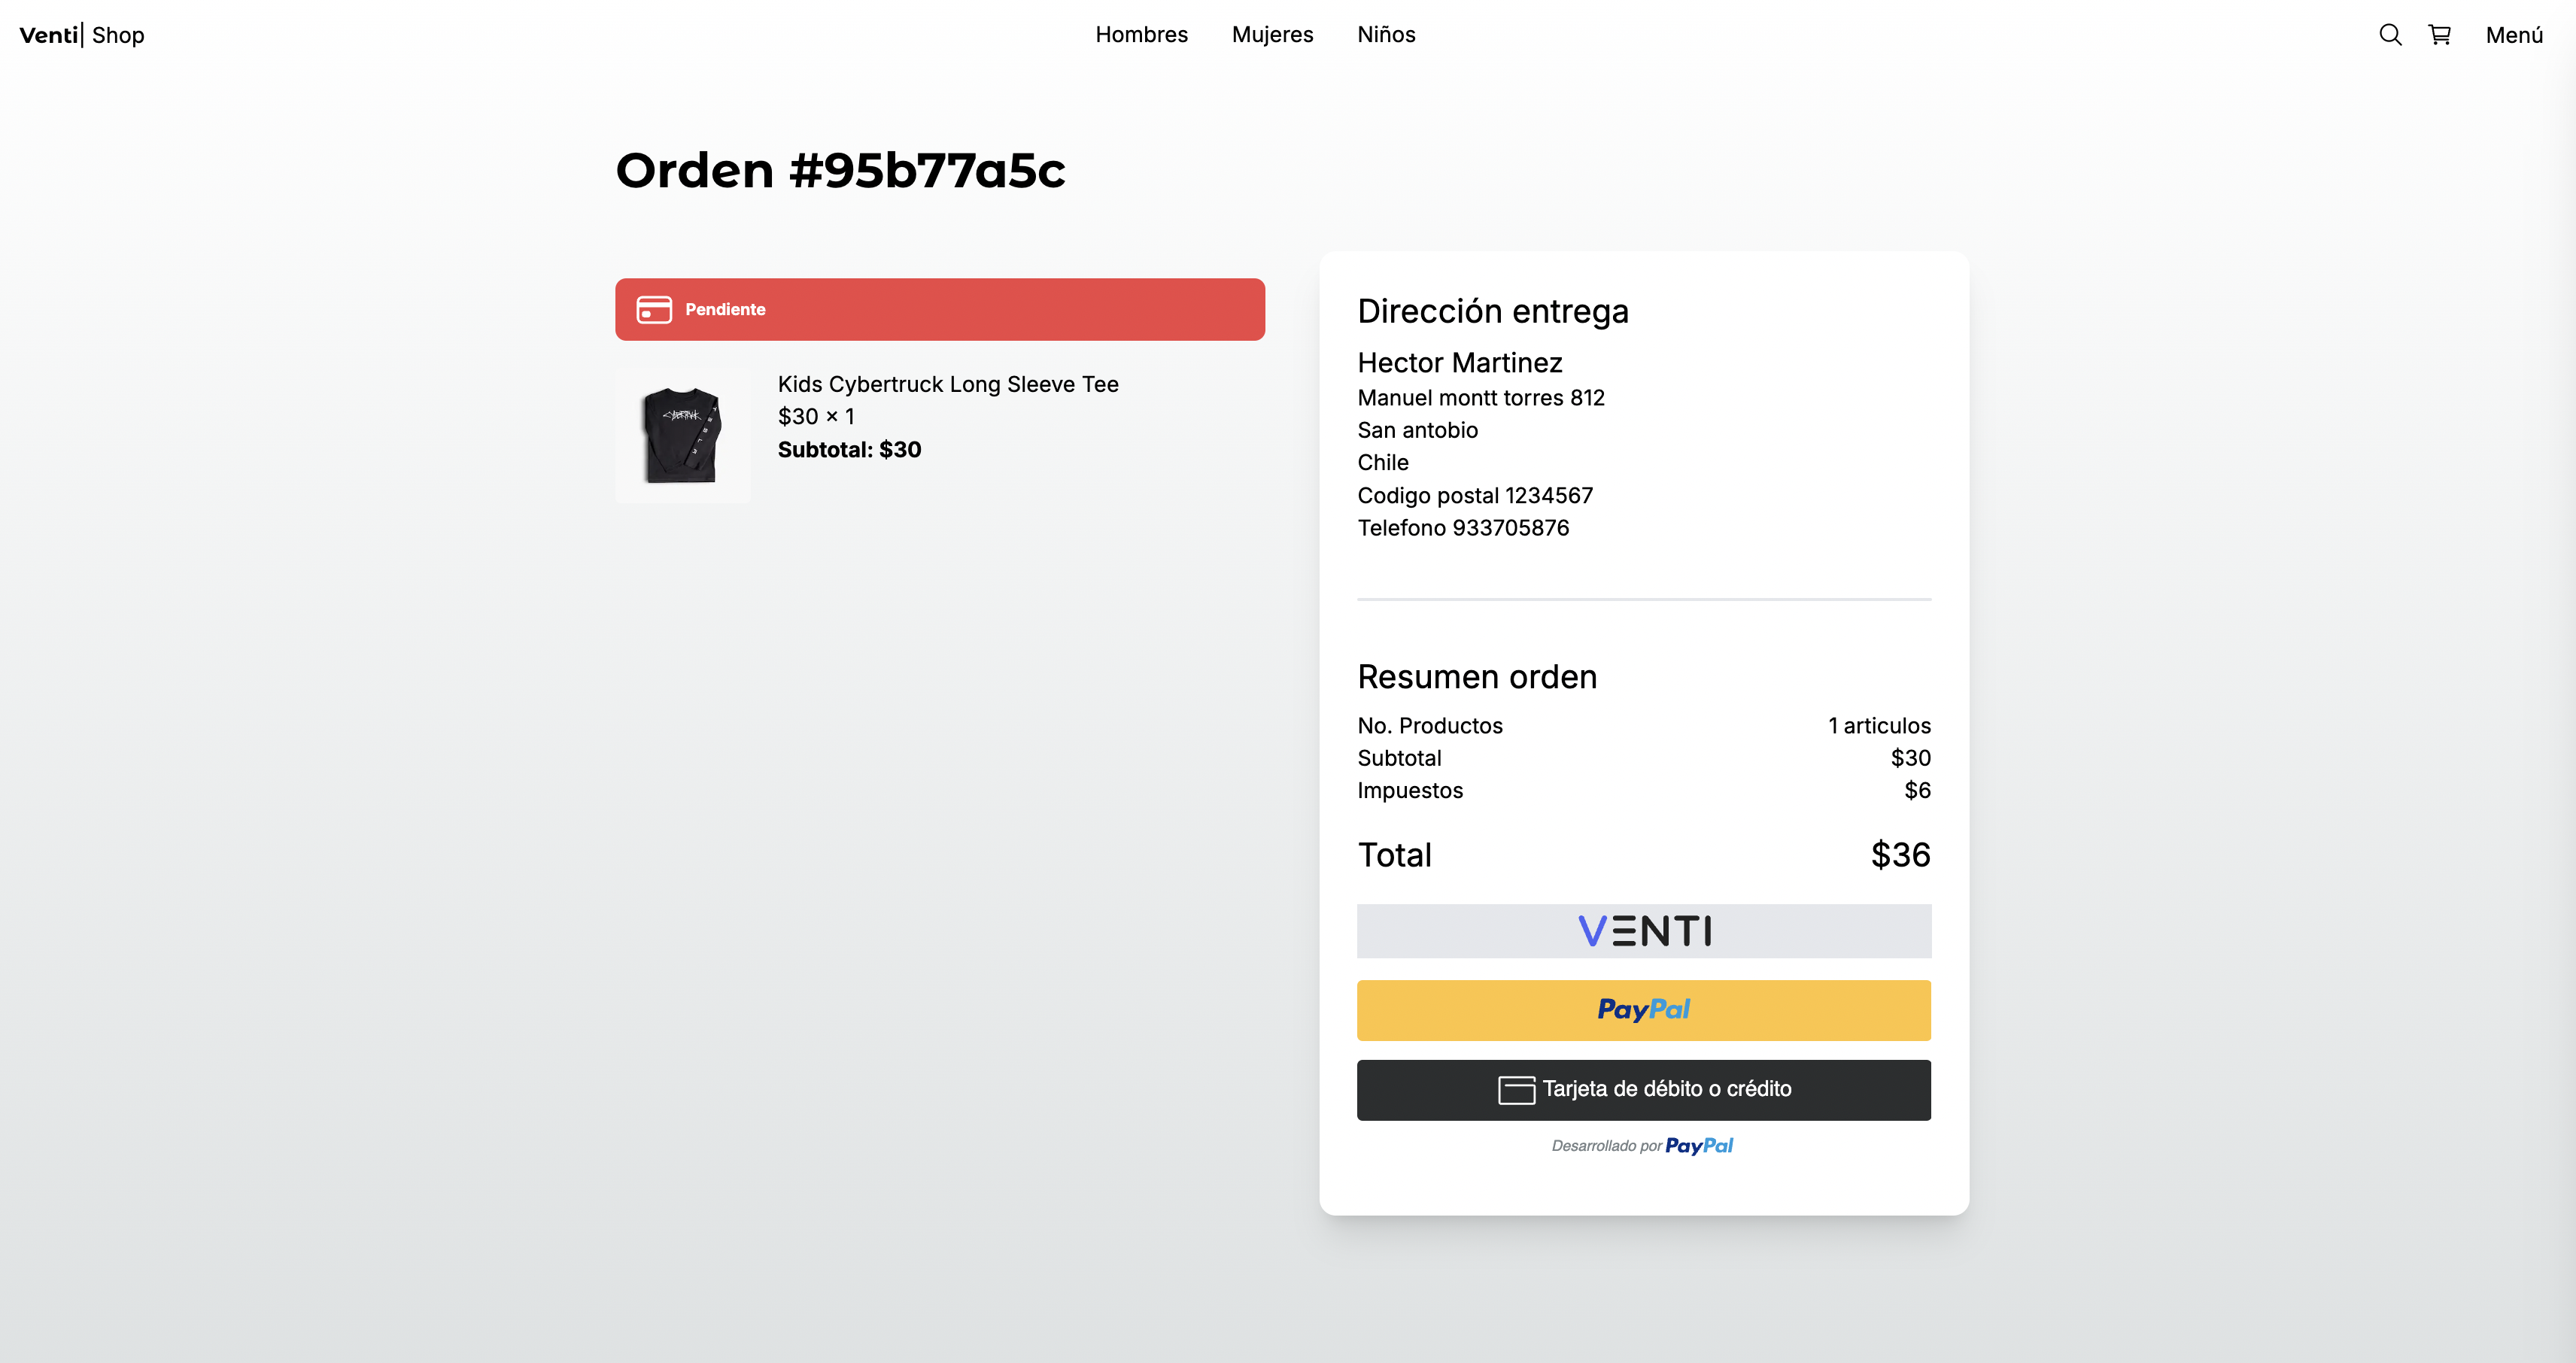 Venti| Shop
Hombres Mujeres Niños
Menú
Orden #95b77a5c
Pendiente
Kids Cybertruck Long Sleeve Tee
$30 × 1
Subtotal: $30
Dirección entrega
Hector Martinez
Manuel montt torres 812
San antobio
Chile
Codigo postal 1234567
Telefono 933705876
Resumen orden
No. Productos 1 articulos
Subtotal $30
Impuestos $6
Total $36
VENTI
PayPal
Tarjeta de débito o crédito
Desarrollado por PayPal